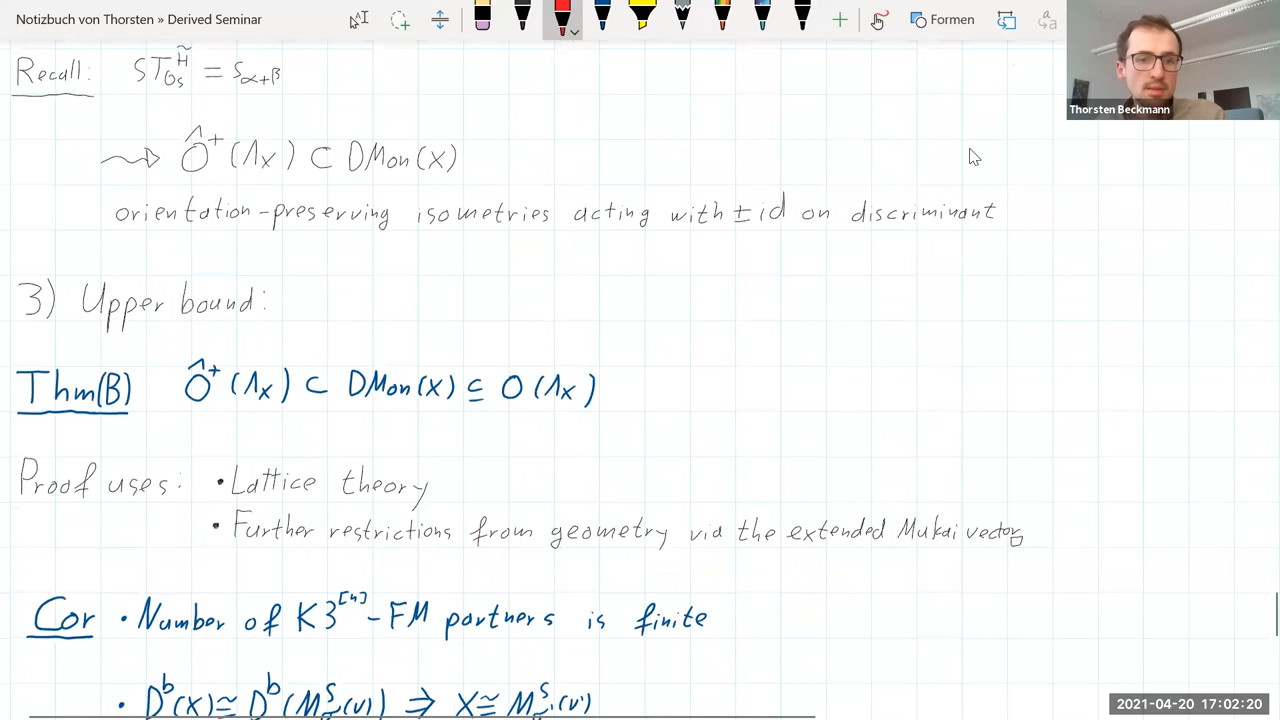 Notizbuch von Thorsten » Derived Seminar
Formen
Thorsten Beckmann
Recall: ST_{O_S}^{H̃} = s_{α+β}
⇝ Ô⁺(Λ_X) ⊂ DMon(X)
orientation-preserving isometries acting with ±id on discriminant
3) Upper bound:
Thm(B) Ô⁺(Λ_X) ⊂ DMon(X) ⊆ O(Λ_X)
Proof uses: • Lattice theory
• Further restrictions from geometry via the extended Mukai vector
Cor • Number of K3^{[n]}-FM partners is finite
2021-04-20 17:02:20